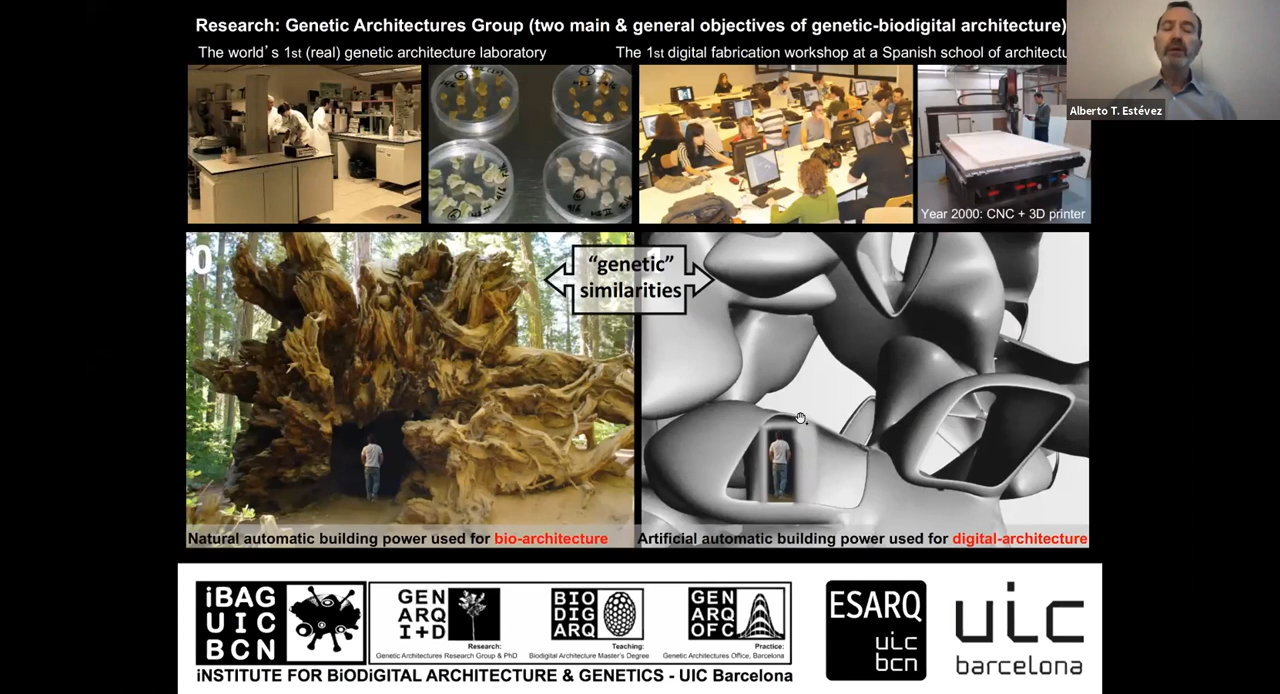 Research: Genetic Architectures Group (two main & general objectives of genetic-biodigital architecture)
The world´s 1st (real) genetic architecture laboratory
The 1st digital fabrication workshop at a Spanish school of architectu
Alberto T. Estévez
Year 2000: CNC + 3D printer
0
"genetic"
similarities
Natural automatic building power used for bio-architecture
Artificial automatic building power used for digital-architecture
iBAG
UIC
BCN
GEN
ARQ
I+D
Research:
Genetic Architectures Research Group & PhD
BIO
DIG
ARQ
Teaching:
Biodigital Architecture Master's Degree
GEN
ARQ
OFC
Practice:
Genetic Architectures Office, Barcelona
iNSTITUTE FOR BiODiGITAL ARCHITECTURE & GENETICS - UIC Barcelona
ESARQ
uic
bcn
uic
barcelona